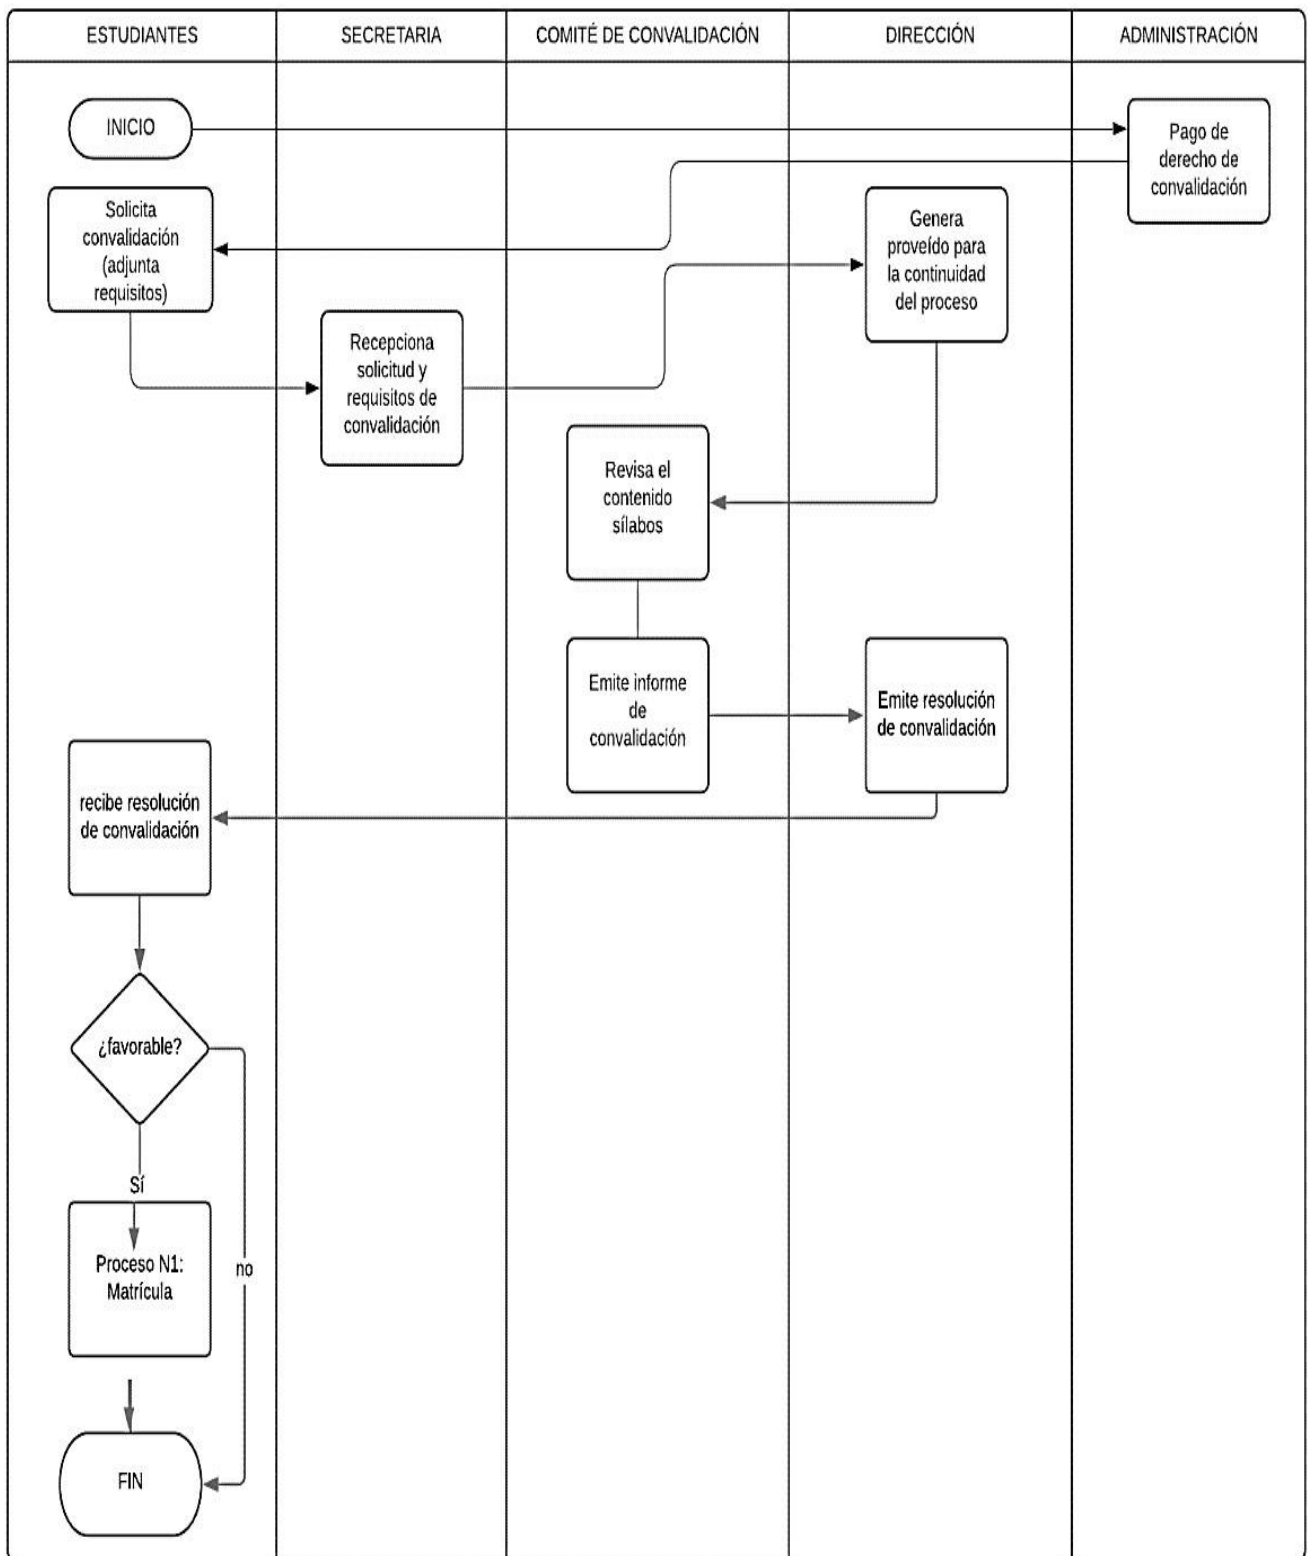 ESTUDIANTES
SECRETARIA
COMITÉ DE CONVALIDACIÓN
DIRECCIÓN
ADMINISTRACIÓN
INICIO
Pago de
derecho de
convalidación
Solicita
convalidación
(adjunta
requisitos)
Recepciona
solicitud y
requisitos de
convalidación
Genera
proveído para
la continuidad
del proceso
Revisa el
contenido
sílabos
Emite informe
de
convalidación
Emite resolución
de convalidación
recibe resolución
de convalidación
¿favorable?
Sí
no
Proceso N1:
Matrícula
FIN